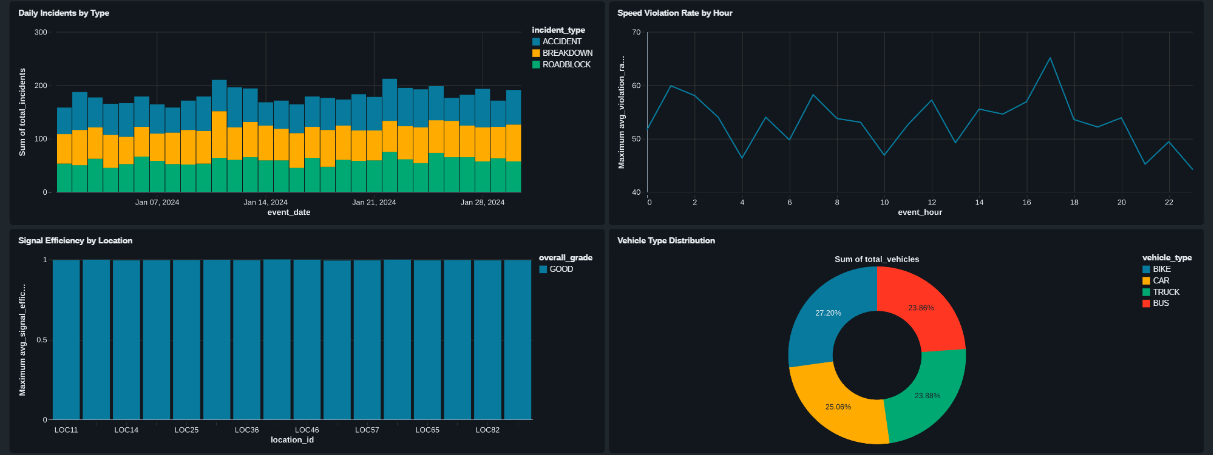 Daily Incidents by Type
300
200
100
0
Sum of total_incidents
Jan 07, 2024
Jan 14, 2024
Jan 21, 2024
Jan 28, 2024
event_date
incident_type
ACCIDENT
BREAKDOWN
ROADBLOCK
Speed Violation Rate by Hour
70
60
50
40
Maximum avg_violation_ra...
0 2 4 6 8 10 12 14 16 18 20 22
event_hour
Signal Efficiency by Location
1
0.5
0
Maximum avg_signal_effic...
LOC11 LOC14 LOC25 LOC36 LOC46 LOC57 LOC65 LOC82
location_id
overall_grade
GOOD
Vehicle Type Distribution
Sum of total_vehicles
27.20%
23.86%
25.06%
23.88%
vehicle_type
BIKE
CAR
TRUCK
BUS